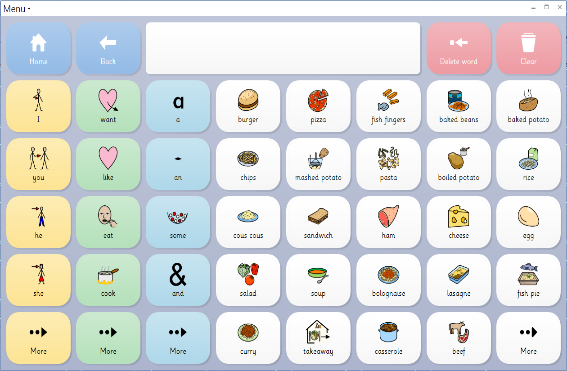 Menu
Home
Back
Delete word
Clear
I
want
a
a
burger
pizza
fish fingers
baked beans
baked potato
you
like
an
chips
mashed potato
pasta
boiled potato
rice
he
eat
some
cous cous
sandwich
ham
cheese
egg
she
cook
&
and
salad
soup
bolognaise
lasagne
fish pie
More
More
More
curry
takeaway
casserole
beef
More